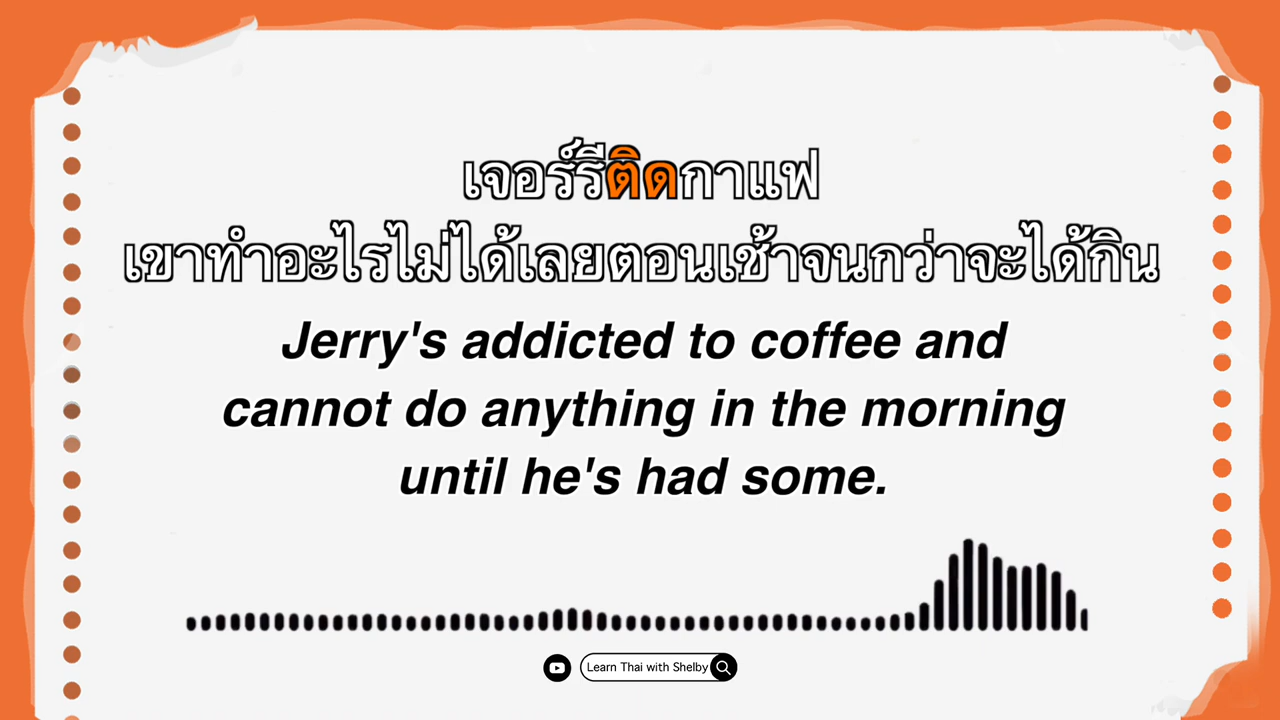 เจอร์รีติดกาแฟ
เขาทำอะไรไม่ได้เลยตอนเช้าจนกว่าจะได้กิน
Jerry's addicted to coffee and
cannot do anything in the morning
until he's had some.
Learn Thai with Shelby